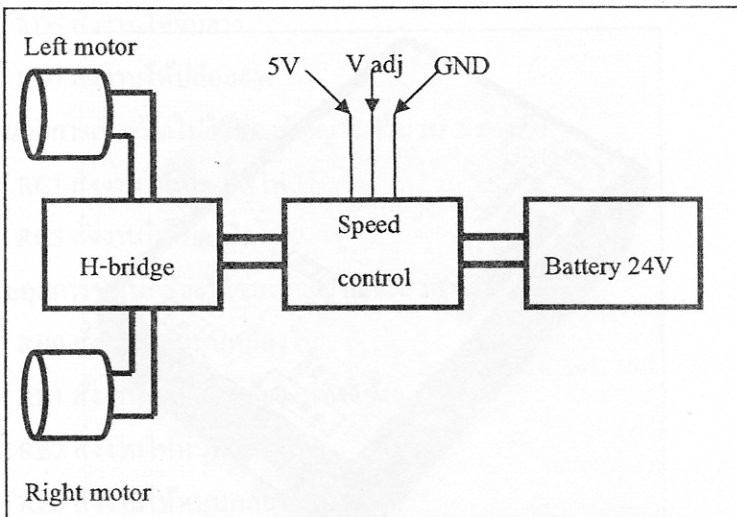 Left motor
5V
V adj
GND
H-bridge
Speed
control
Battery 24V
Right motor